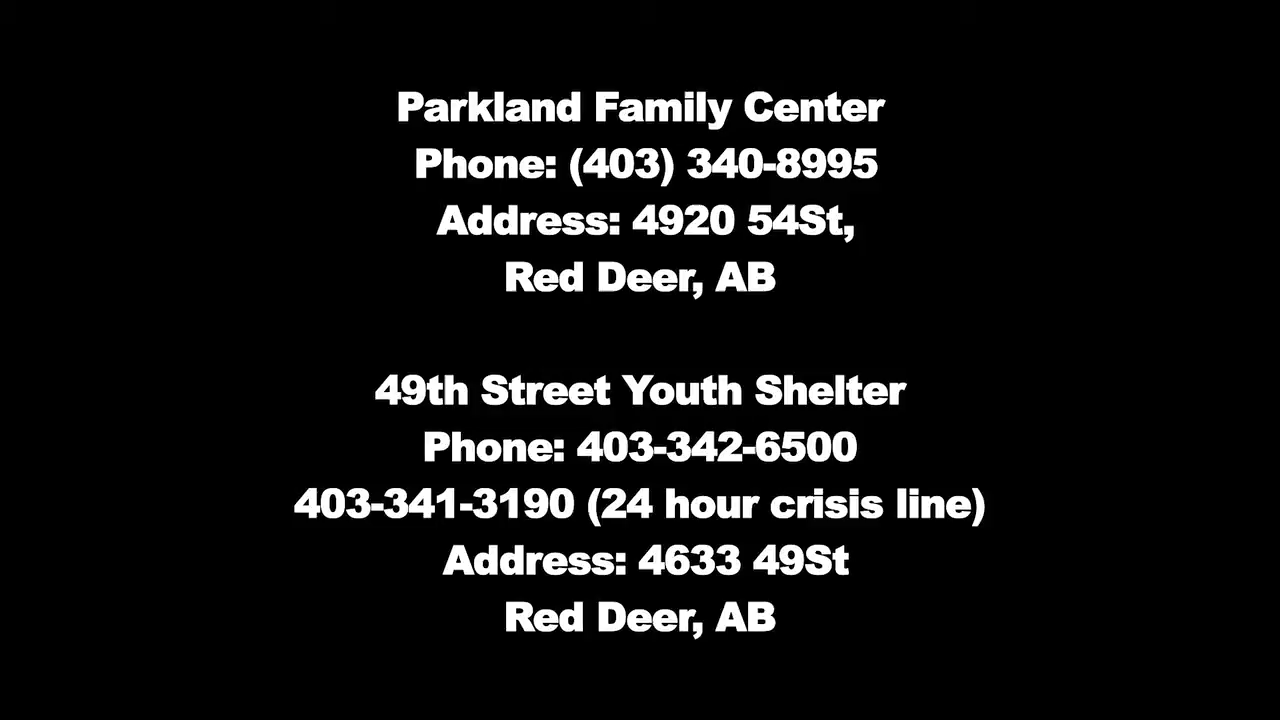 Parkland Family Center
Phone: (403) 340-8995
Address: 4920 54St,
Red Deer, AB
49th Street Youth Shelter
Phone: 403-342-6500
403-341-3190 (24 hour crisis line)
Address: 4633 49St
Red Deer, AB